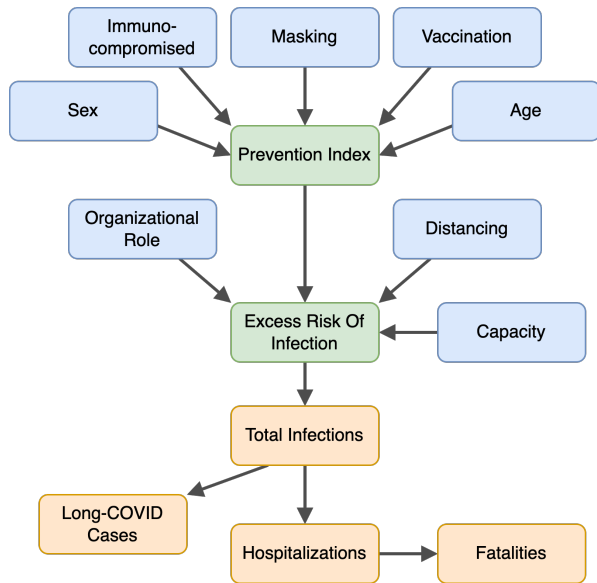 Immuno-
compromised
Masking
Vaccination
Sex
Age
Prevention Index
Organizational
Role
Distancing
Excess Risk Of
Infection
Capacity
Total Infections
Long-COVID
Cases
Hospitalizations
Fatalities